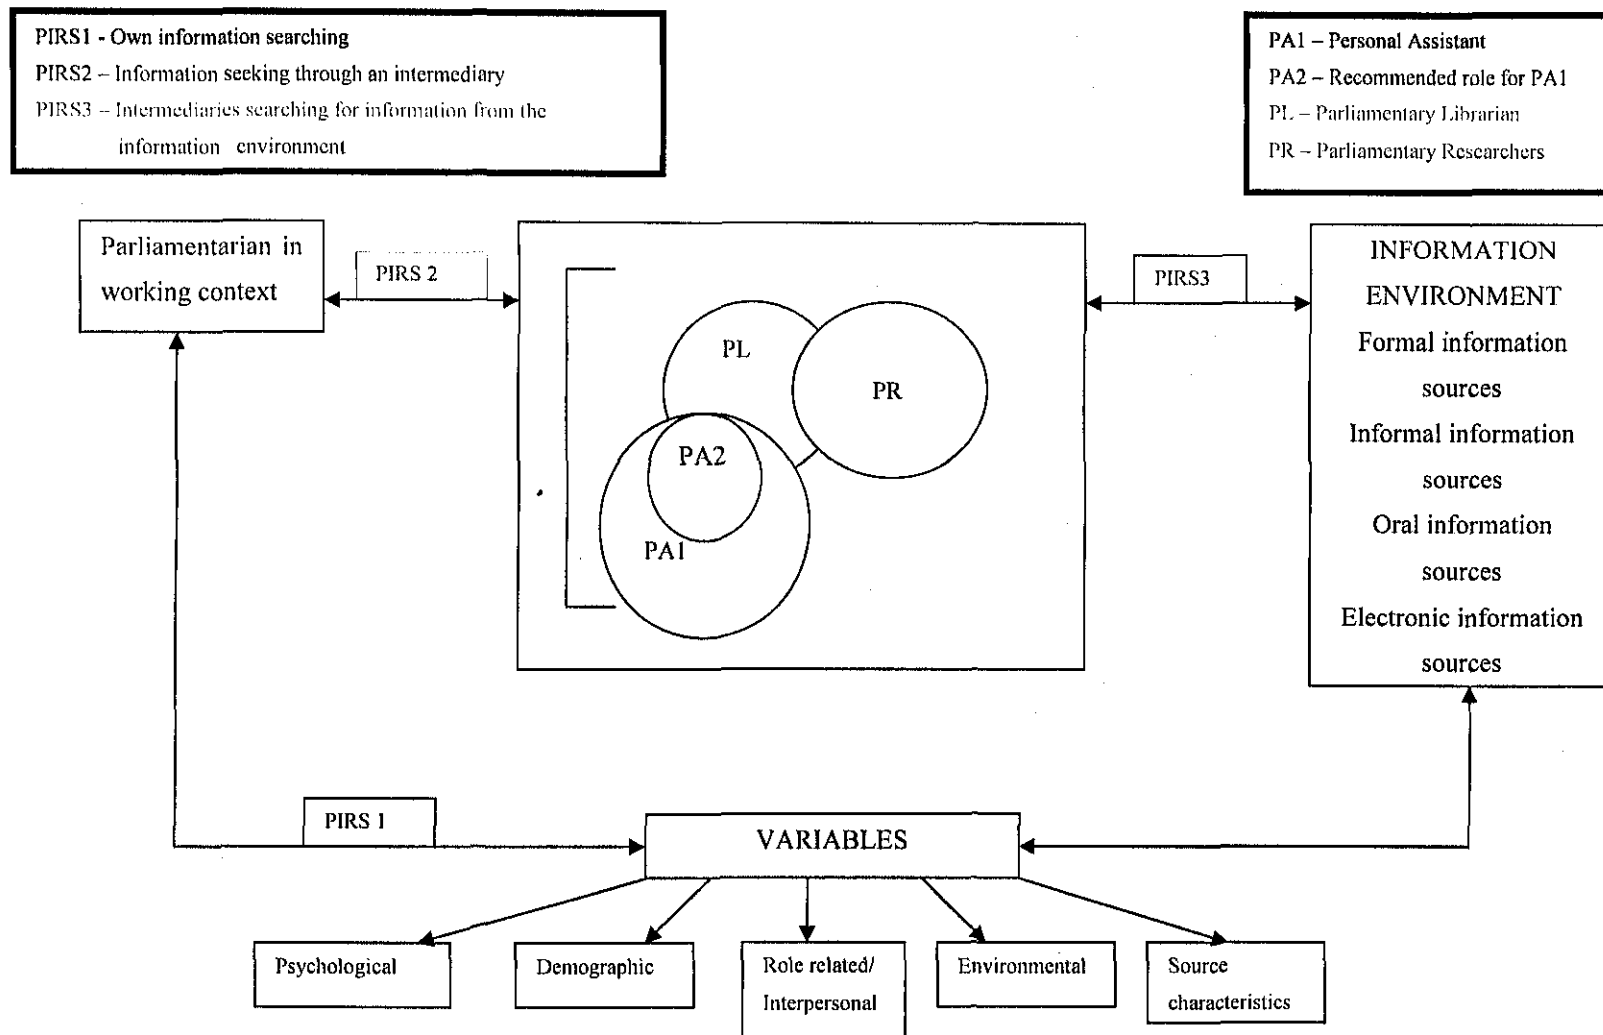 PIRS1 - Own information searching
PIRS2 – Information seeking through an intermediary
PIRS3 – Intermediaries searching for information from the
information environment
PA1 – Personal Assistant
PA2 – Recommended role for PA1
PL – Parliamentary Librarian
PR – Parliamentary Researchers
Parliamentarian in
working context
PIRS 2
PL
PR
PA2
PA1
PIRS3
INFORMATION
ENVIRONMENT
Formal information
sources
Informal information
sources
Oral information
sources
Electronic information
sources
PIRS 1
VARIABLES
Psychological
Demographic
Role related/
Interpersonal
Environmental
Source
characteristics